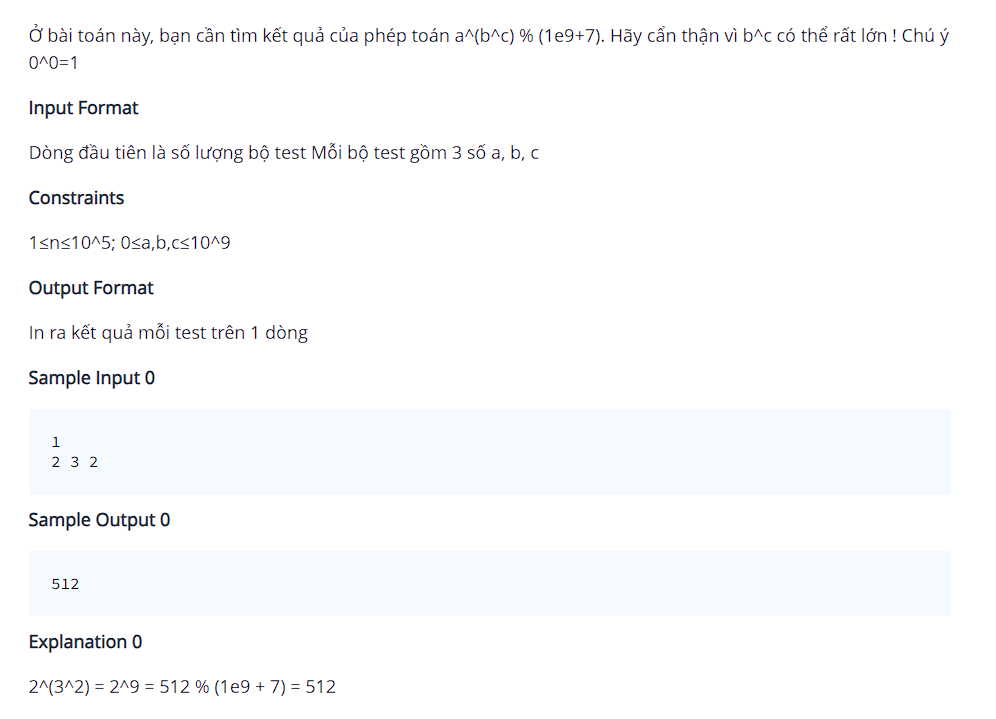 Ở bài toán này, bạn cần tìm kết quả của phép toán a^(b^c) % (1e9+7). Hãy cẩn thận vì b^c có thể rất lớn ! Chú ý
0^0=1
Input Format
Dòng đầu tiên là số lượng bộ test Mỗi bộ test gồm 3 số a, b, c
Constraints
1≤n≤10^5; 0≤a,b,c≤10^9
Output Format
In ra kết quả mỗi test trên 1 dòng
Sample Input 0
1
2 3 2
Sample Output 0
512
Explanation 0
2^(3^2) = 2^9 = 512 % (1e9 + 7) = 512